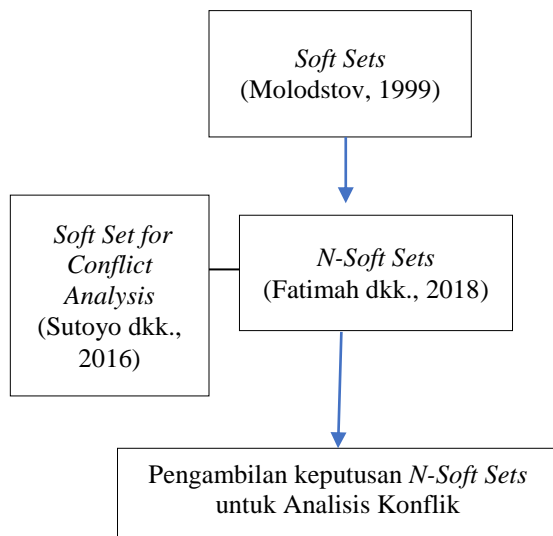 Soft Sets
(Molodstov, 1999)
Soft Set for
Conflict
Analysis
(Sutoyo dkk.,
2016)
N-Soft Sets
(Fatimah dkk., 2018)
Pengambilan keputusan N-Soft Sets
untuk Analisis Konflik